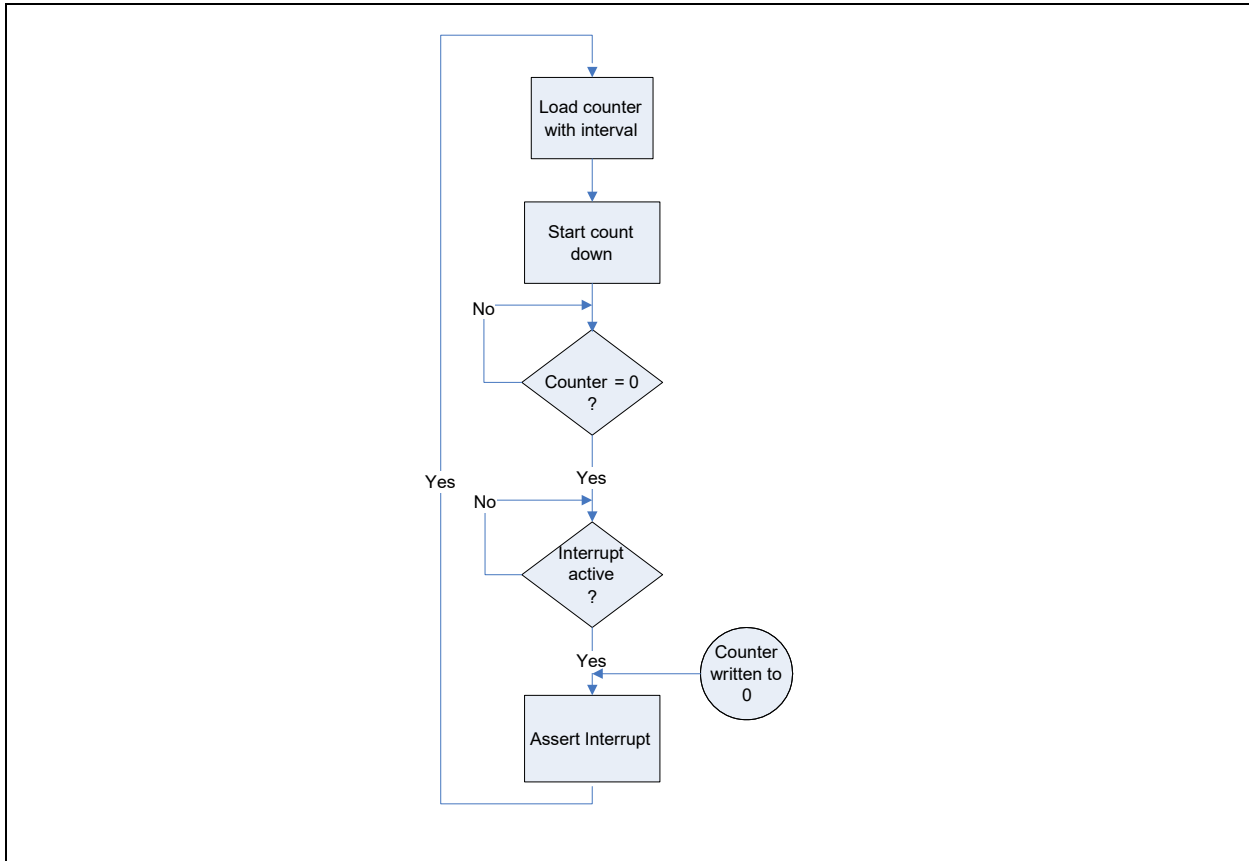 Load counter
with interval
Start count
down
No
Counter = 0
?
Yes
Yes
No
Interrupt
active
?
Yes
Counter
written to
0
Assert Interrupt